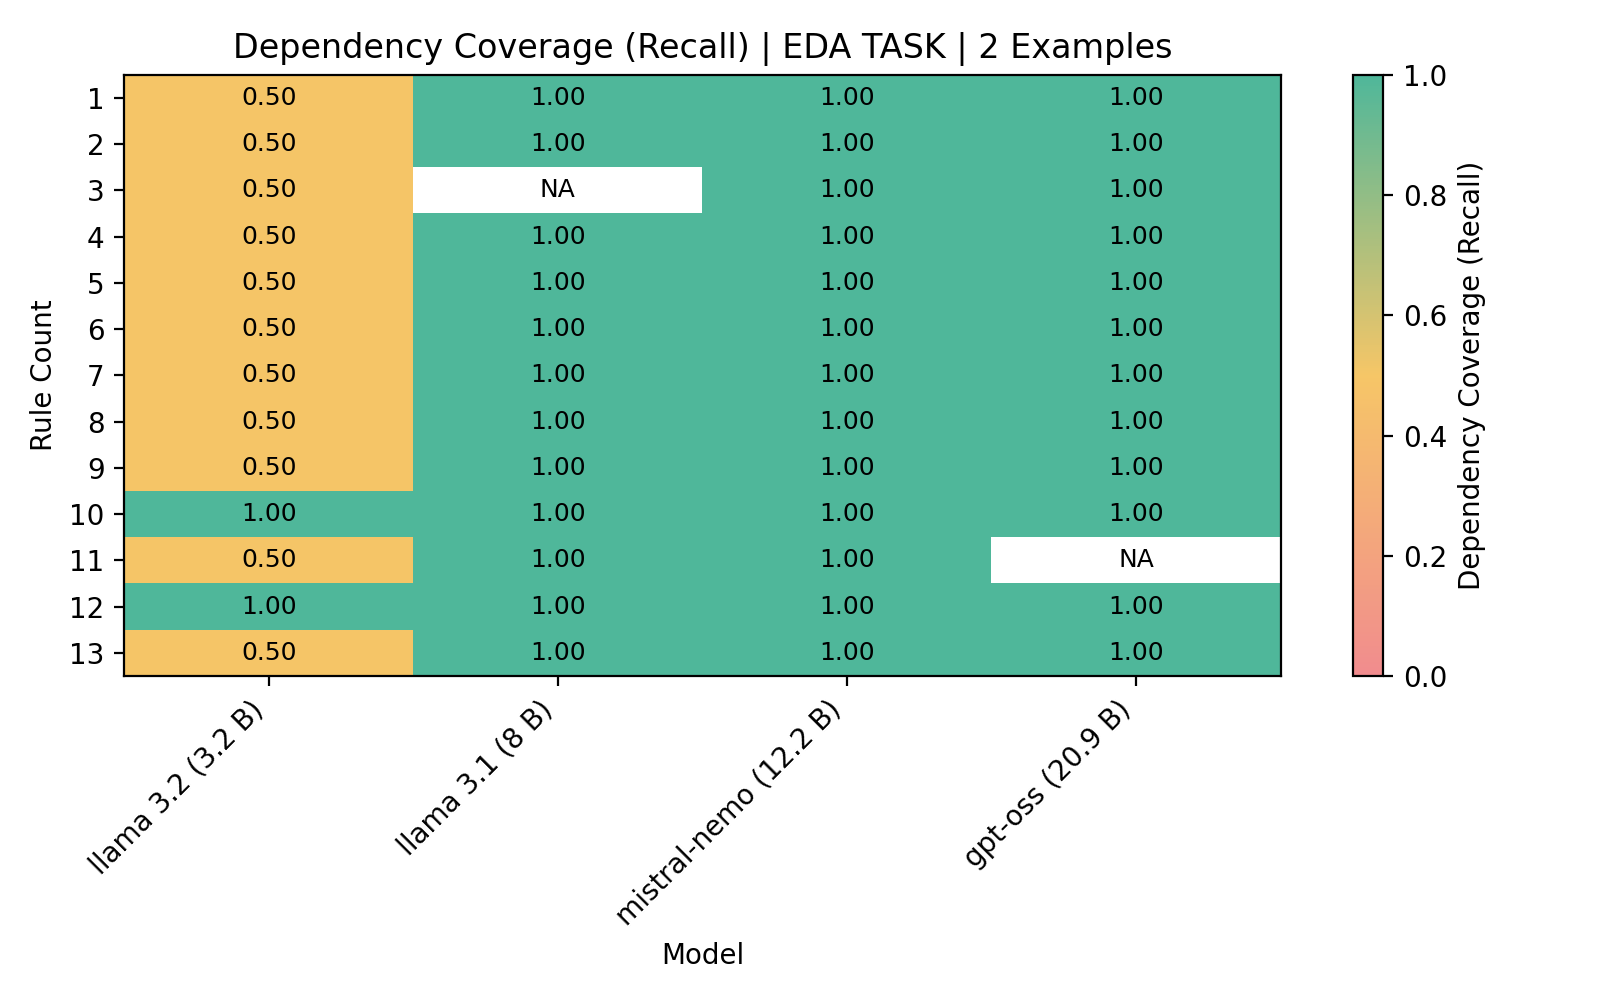 Dependency Coverage (Recall) | EDA TASK | 2 Examples
1 0.50 1.00 1.00 1.00
2 0.50 1.00 1.00 1.00
3 0.50 NA 1.00 1.00
4 0.50 1.00 1.00 1.00
5 0.50 1.00 1.00 1.00
6 0.50 1.00 1.00 1.00
7 0.50 1.00 1.00 1.00
8 0.50 1.00 1.00 1.00
9 0.50 1.00 1.00 1.00
10 1.00 1.00 1.00 1.00
11 0.50 1.00 1.00 NA
12 1.00 1.00 1.00 1.00
13 0.50 1.00 1.00 1.00
Rule Count
llama 3.2 (3.2 B)
llama 3.1 (8 B)
mistral-nemo (12.2 B)
gpt-oss (20.9 B)
Model
1.0
0.8
0.6
0.4
0.2
0.0
Dependency Coverage (Recall)